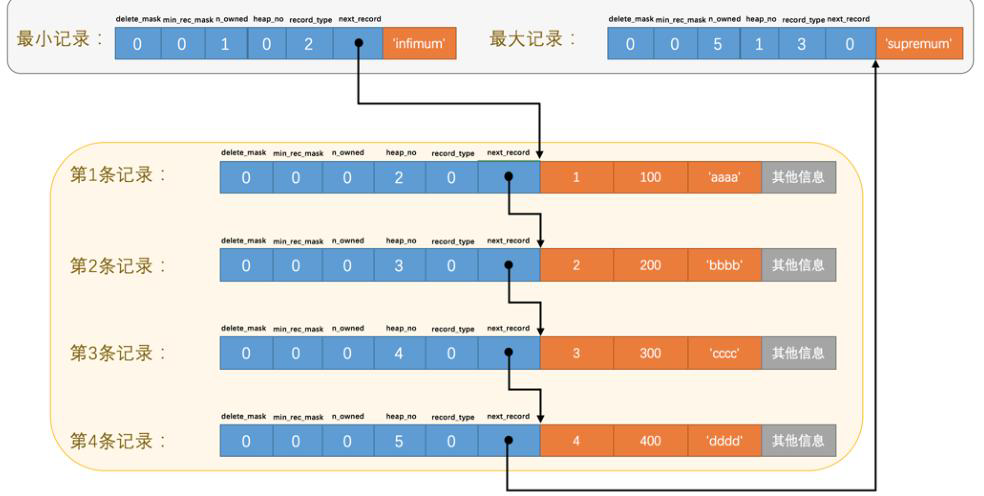 delete_mask min_rec_mask n_owned heap_no record_type next_record
最小记录： 0 0 1 0 2 'infimum'
delete_mask min_rec_mask n_owned heap_no record_type next_record
最大记录： 0 0 5 1 3 0 'supremum'
delete_mask min_rec_mask n_owned heap_no record_type next_record
第1条记录： 0 0 0 2 0 1 100 'aaaa' 其他信息
delete_mask min_rec_mask n_owned heap_no record_type next_record
第2条记录： 0 0 0 3 0 2 200 'bbbb' 其他信息
delete_mask min_rec_mask n_owned heap_no record_type next_record
第3条记录： 0 0 0 4 0 3 300 'cccc' 其他信息
delete_mask min_rec_mask n_owned heap_no record_type next_record
第4条记录： 0 0 0 5 0 4 400 'dddd' 其他信息